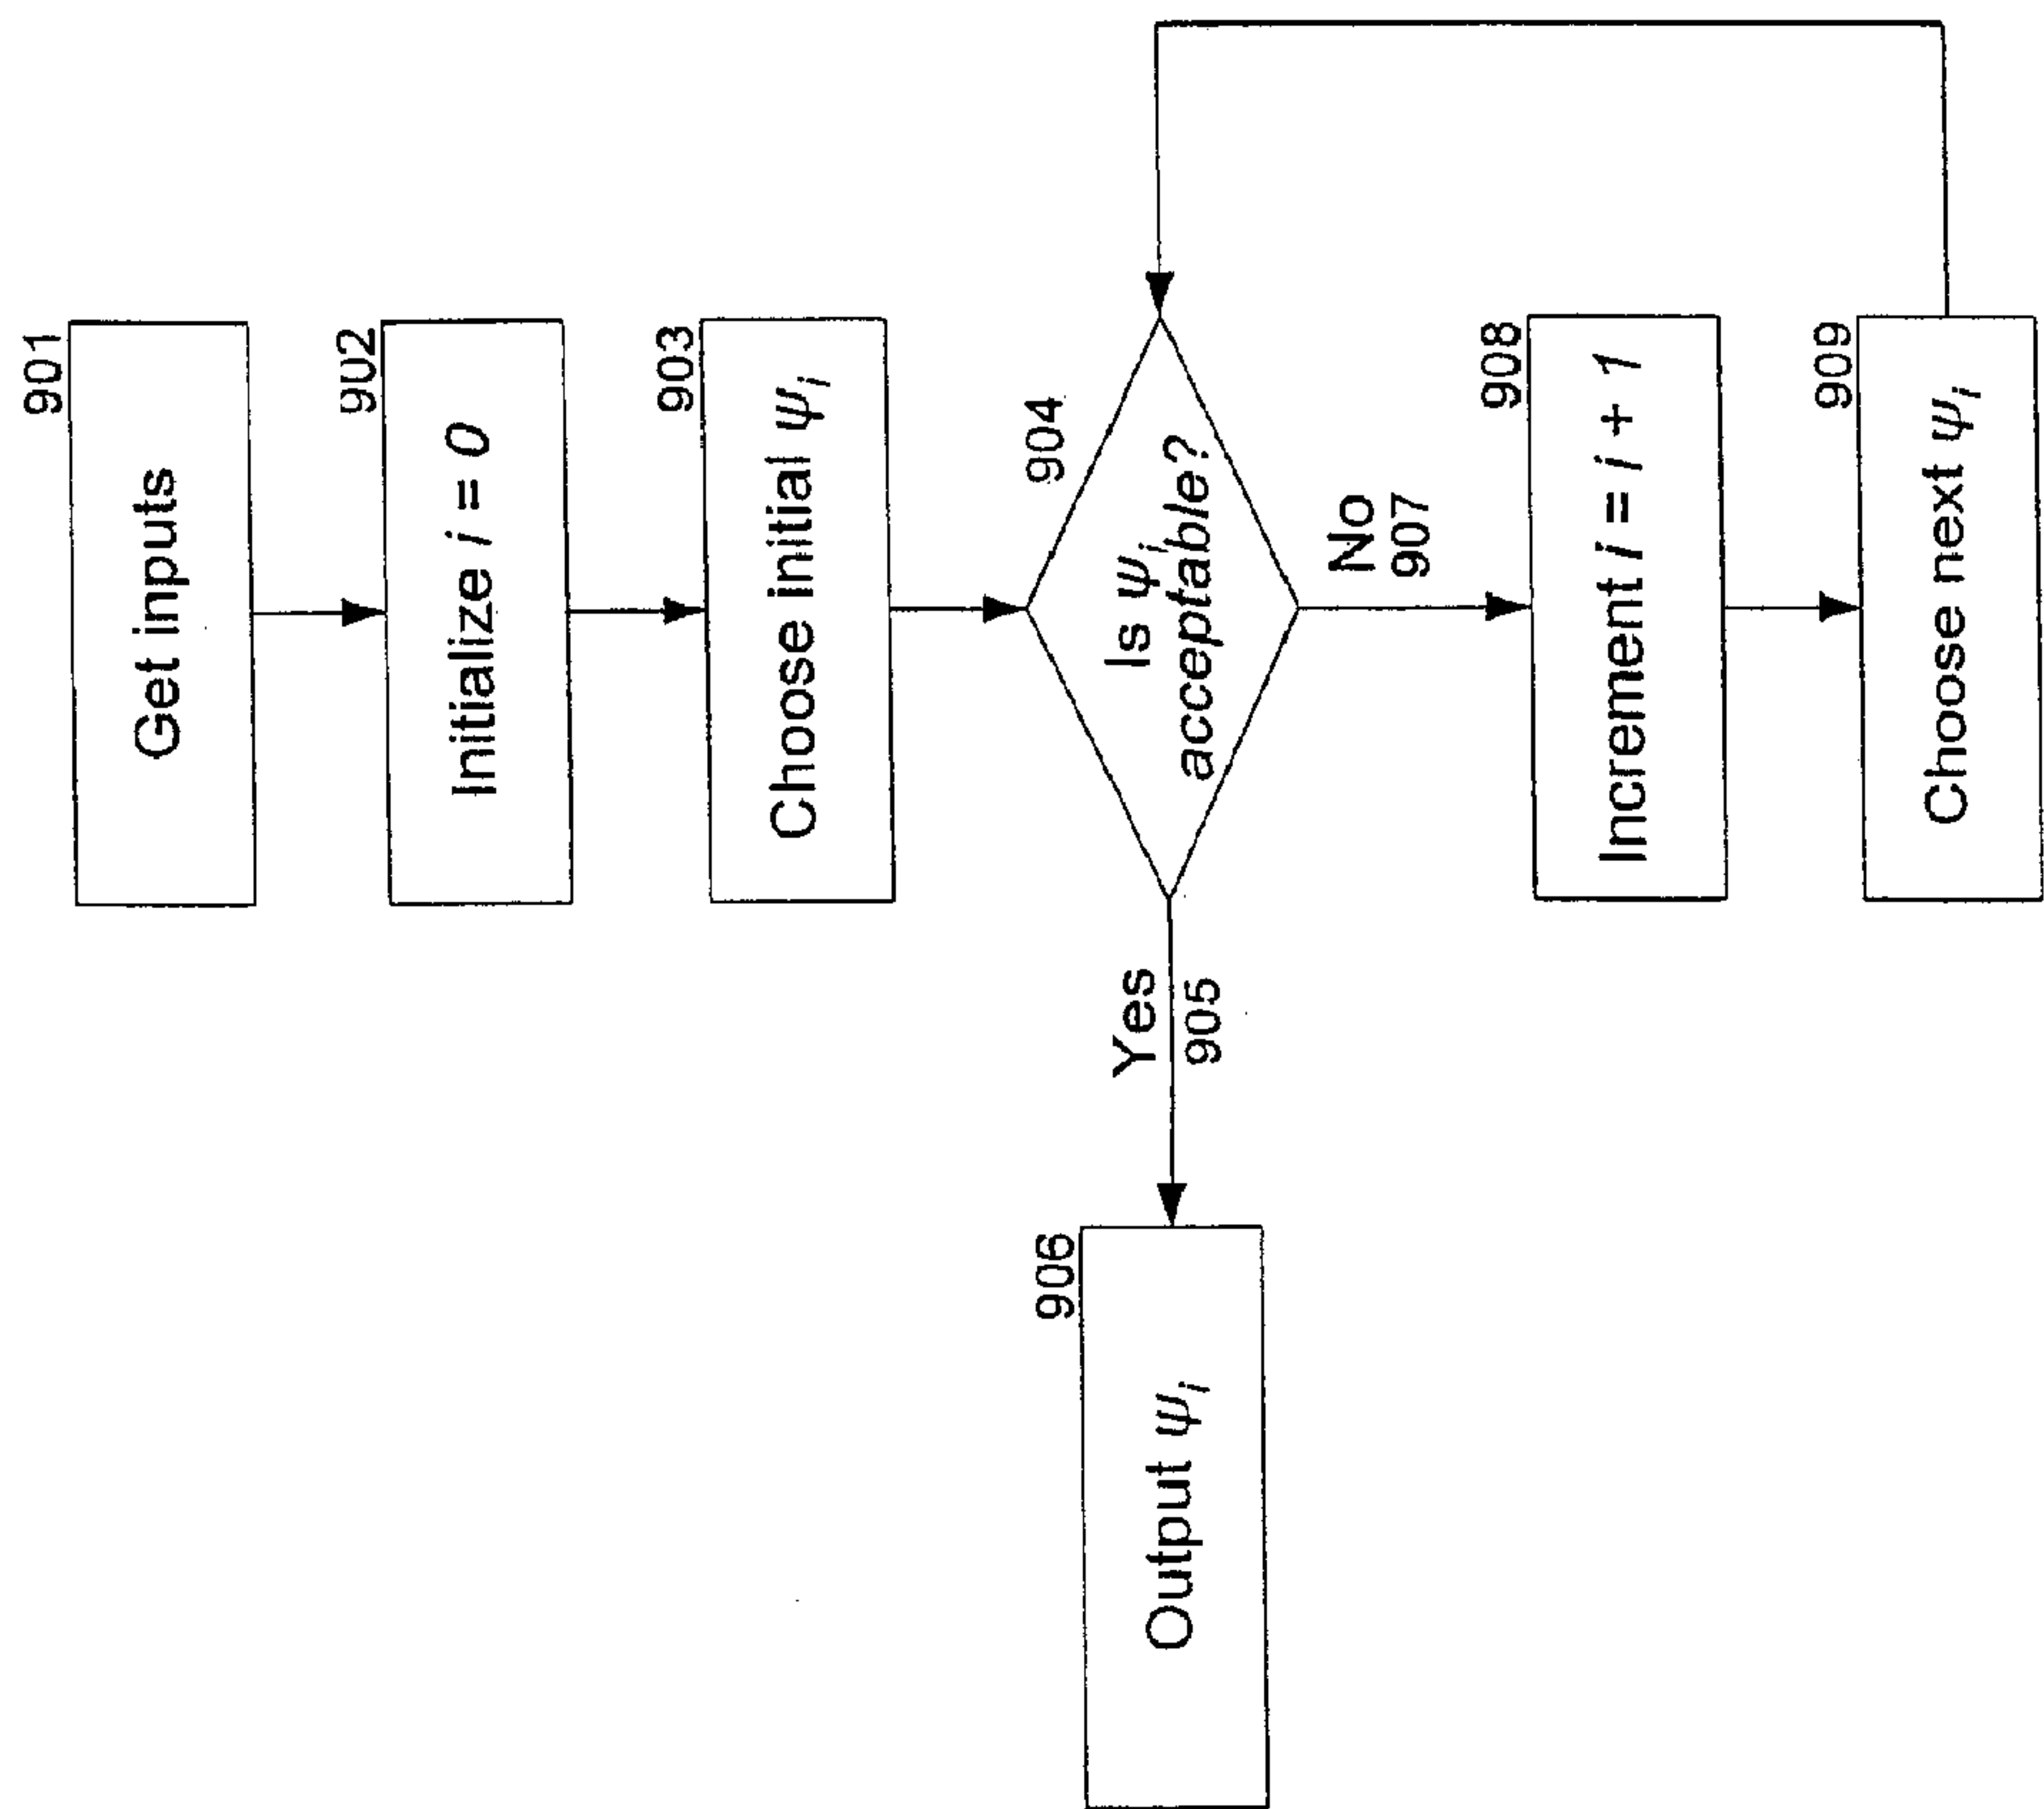 901
Get inputs
902
Initialize i = 0
903
Choose initial ψᵢ
904
Is ψᵢ
acceptable?
Yes
905
906
Output ψᵢ
No
907
908
Increment i = i + 1
909
Choose next ψᵢ